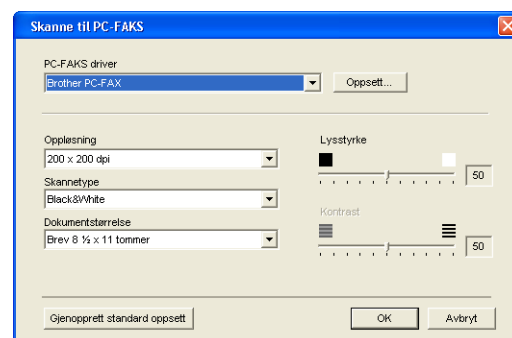 Skanne til PC-FAKS
PC-FAKS driver
Brother PC-FAX
Oppsett...
Oppløsning
200 x 200 dpi
Skannetype
Black&White
Dokumentstørrelse
Brev 8 ½ x 11 tommer
Lysstyrke
50
Kontrast
50
Gjenopprett standard oppsett
OK
Avbryt